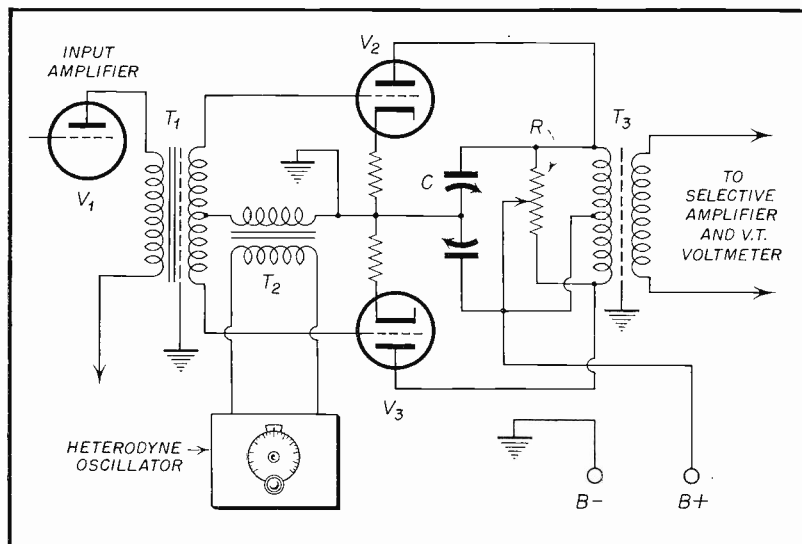 INPUT
AMPLIFIER
V1
T1
V2
T2
V3
C
R
T3
TO
SELECTIVE
AMPLIFIER
AND V.T.
VOLTMETER
HETERODYNE
OSCILLATOR
B-
B+